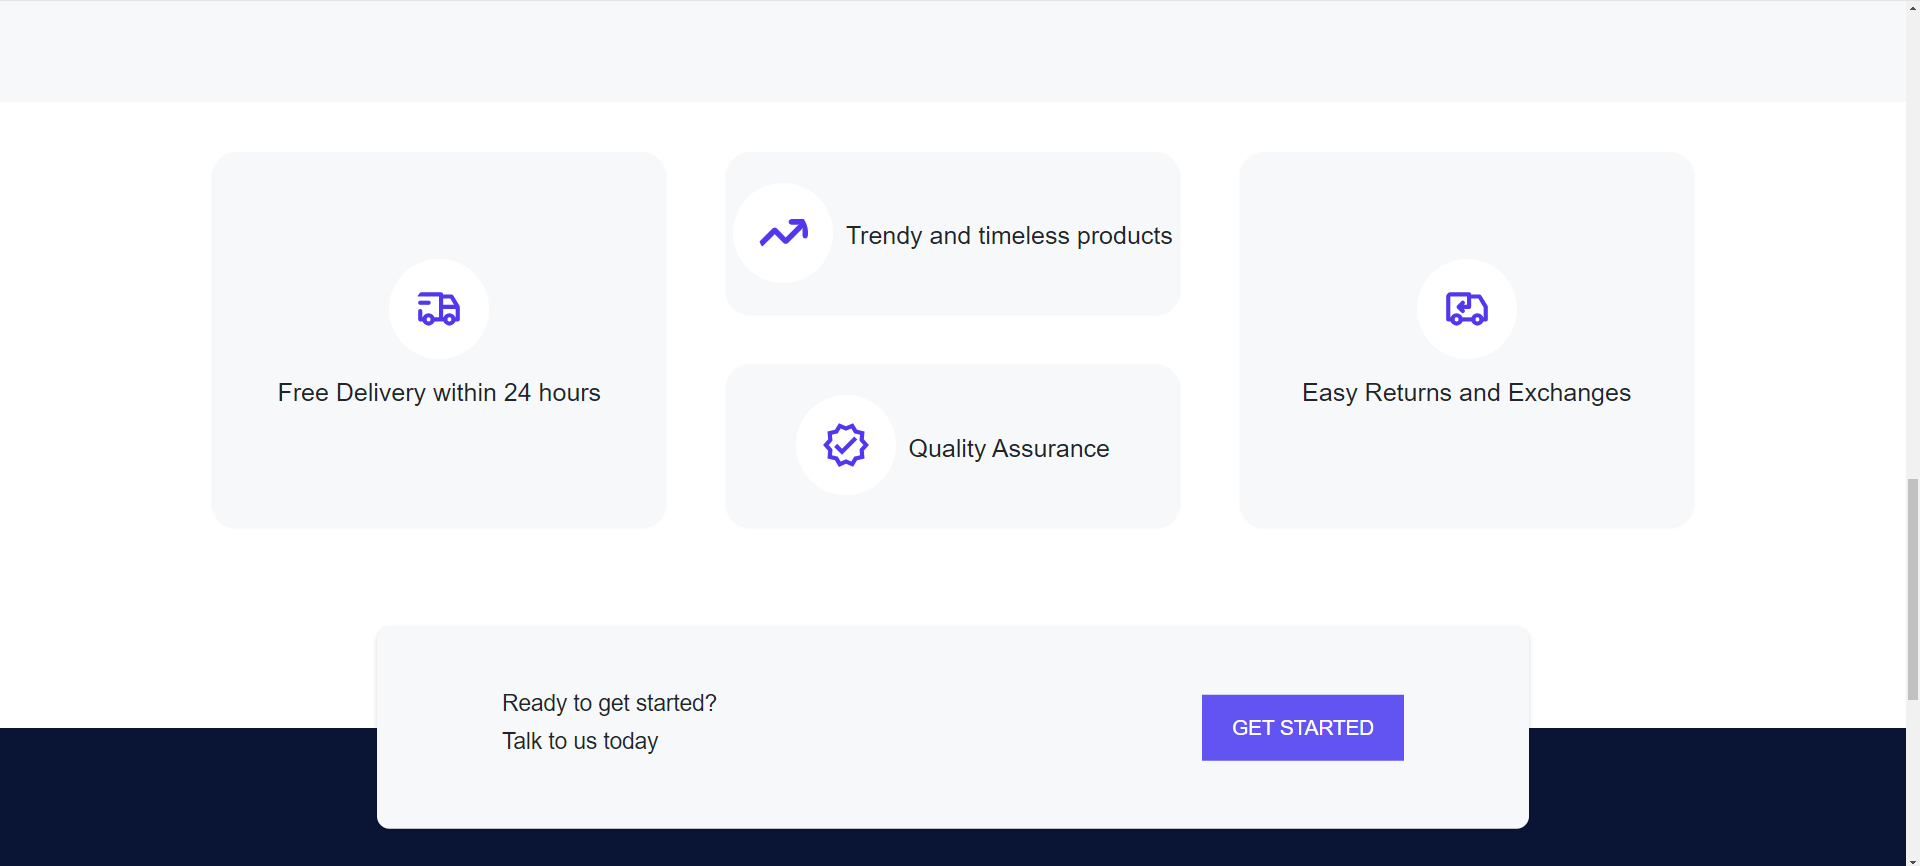 Free Delivery within 24 hours
Trendy and timeless products
Quality Assurance
Easy Returns and Exchanges
Ready to get started?
Talk to us today
GET STARTED